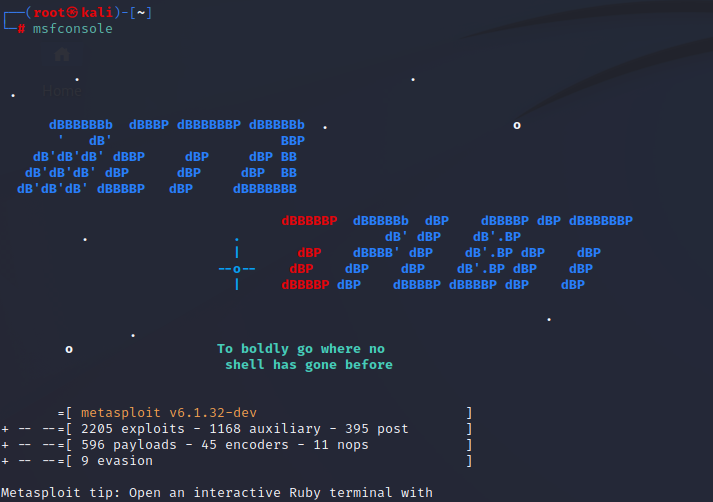 ┌──(root㉿kali)-[~]
└─# msfconsole
Home
dBBBBBBb  dBBBP dBBBBBBP dBBBBBb
'   dB'                     BBP
dB'dB'dB' dBBP     dBP     dBP BB
dB'dB'dB' dBP      dBP     dBP  BB
dB'dB'dB' dBBBBP   dBP     dBBBBBBB
dBBBBBP  dBBBBBb  dBP    dBBBBP dBP dBBBBBBP
dB' dBP    dB'.BP
dBP    dBBBB' dBP    dB'.BP dBP    dBP
--o-- dBP    dBP    dBP    dB'.BP dBP    dBP
dBBBBP dBP    dBBBBP dBBBBP dBP    dBP
To boldly go where no
shell has gone before
=[ metasploit v6.1.32-dev ]
+ -- --=[ 2205 exploits - 1168 auxiliary - 395 post ]
+ -- --=[ 596 payloads - 45 encoders - 11 nops ]
+ -- --=[ 9 evasion ]
Metasploit tip: Open an interactive Ruby terminal with